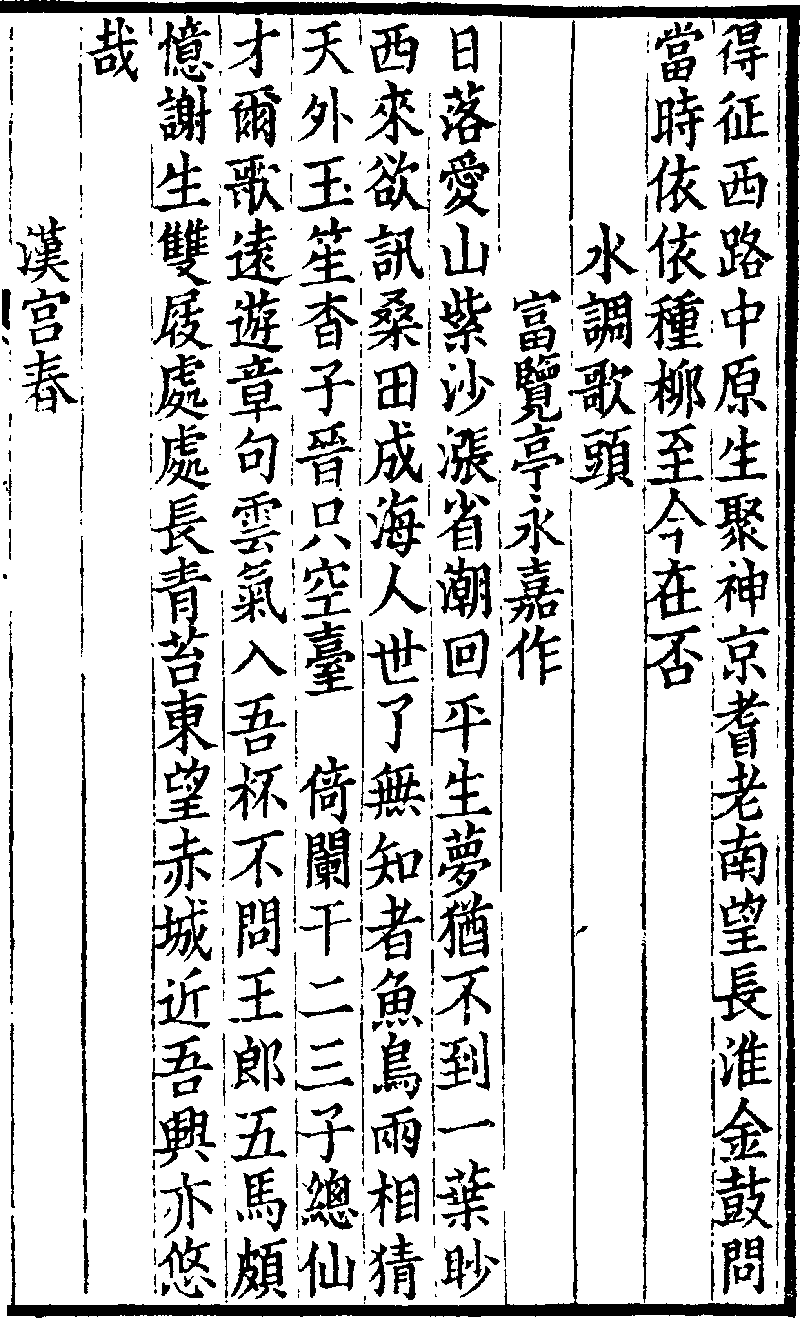 得征西路中原生聚神京耆老南望長淮金鼓問
當時依依種柳至今在否
水調歌頭
富覽亭永嘉作
日落愛山紫沙漲省潮回平生夢猶不到一葉眇
西來欲訊桑田成海人世了無知者魚鳥兩相猜
天外玉笙杳子晉只空臺　倚闌干二三子總仙
才爾歌遠遊章句雲氣入吾杯不問王郎五馬頗
憶謝生雙屐處處長青苔東望赤城近吾興亦悠
哉
漢宫春